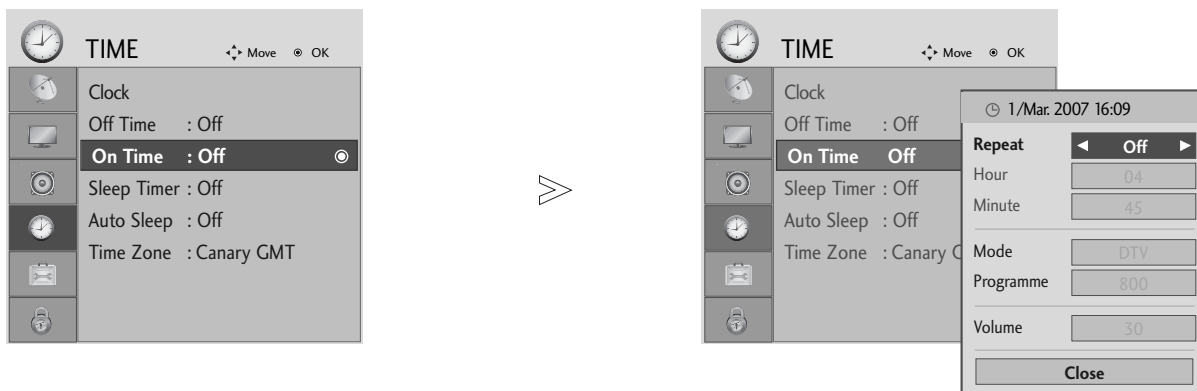 TIME
Move OK
Clock
Off Time : Off
On Time : Off
Sleep Timer : Off
Auto Sleep : Off
Time Zone : Canary GMT
TIME
Move OK
Clock
Off Time : Off
On Time Off
Sleep Timer : Off
Auto Sleep : Off
Time Zone : Canary G
1/Mar. 2007 16:09
Repeat Off
Hour 04
Minute 45
Mode DTV
Programme 800
Volume 30
Close